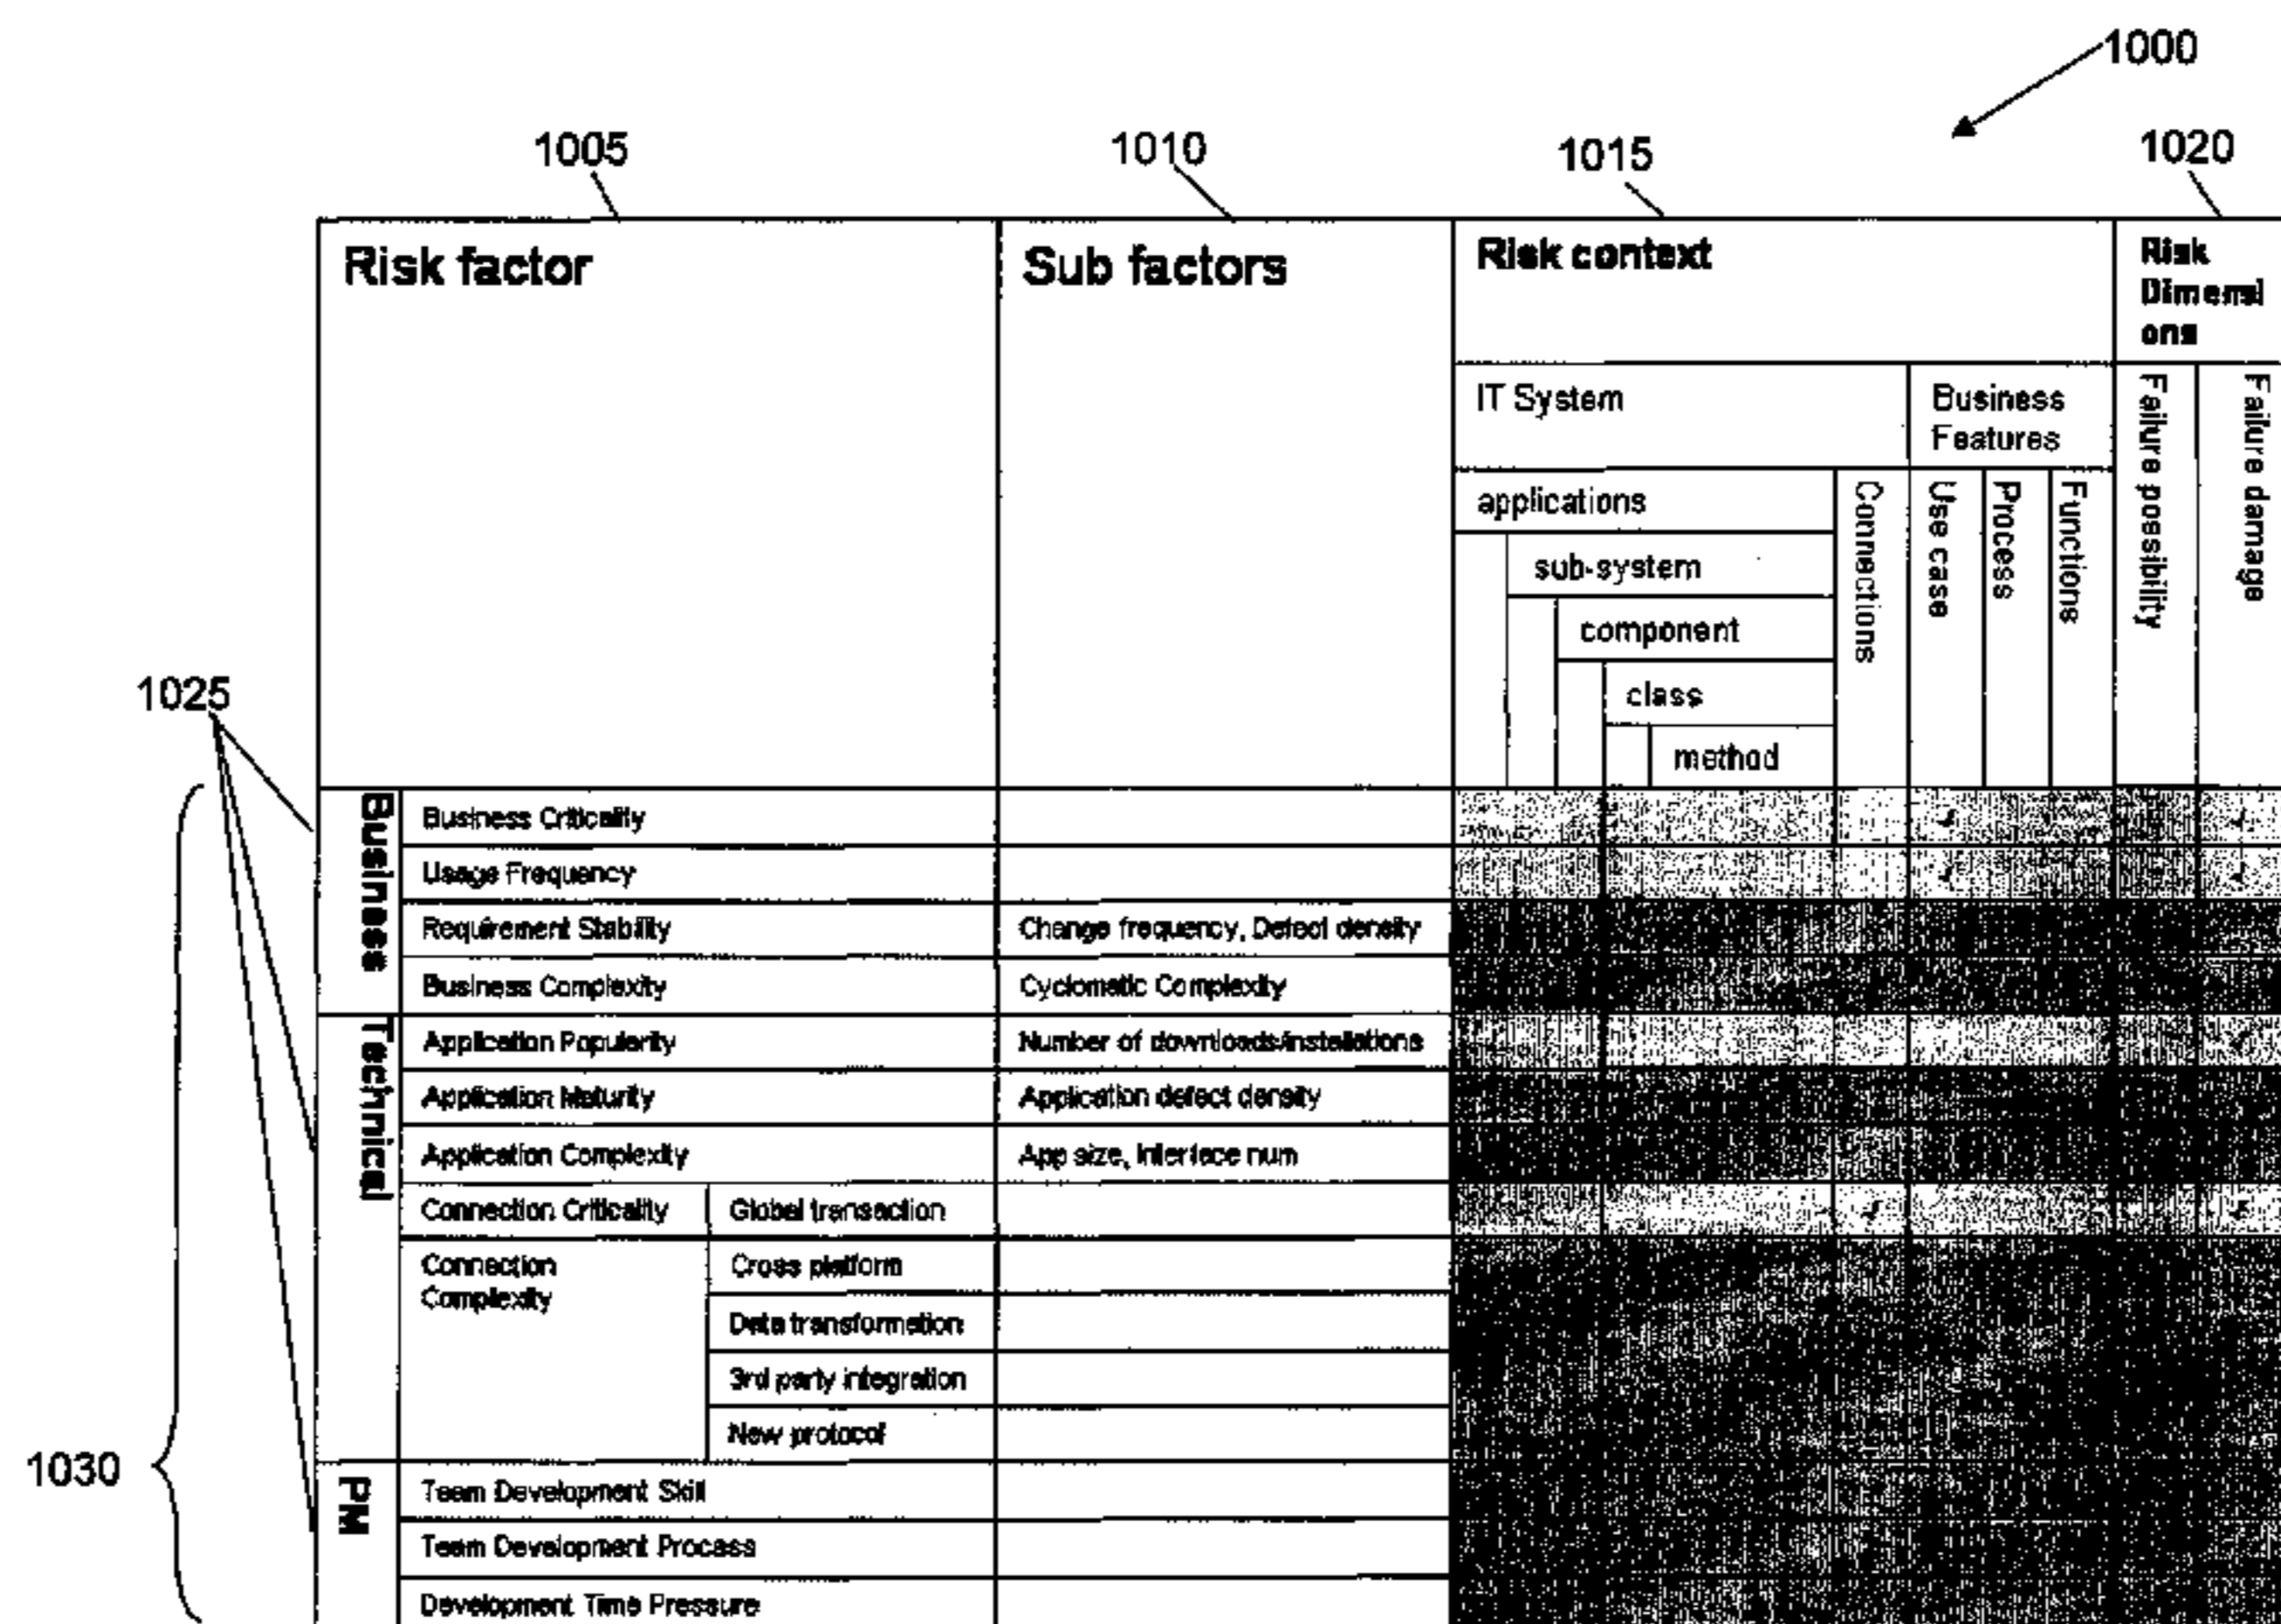 1000
1005
1010
1015
1020
Risk factor
Sub factors
Risk context
Risk
Dimensi
ons
IT System
Business
Features
Failure possibility
Failure damage
applications
Connections
Use case
Process
Functions
sub-system
component
class
method
1025
1030
Business
Business Criticality
Usage Frequency
Requirement Stability
Change frequency, Defect density
Business Complexity
Cyclomatic Complexity
Technical
Application Popularity
Number of downloads/installations
Application Maturity
Application defect density
Application Complexity
App size, Interface num
Connection Criticality
Global transaction
Connection
Complexity
Cross platform
Data transformation
3rd party integration
New protocol
PM
Team Development Skill
Team Development Process
Development Time Pressure